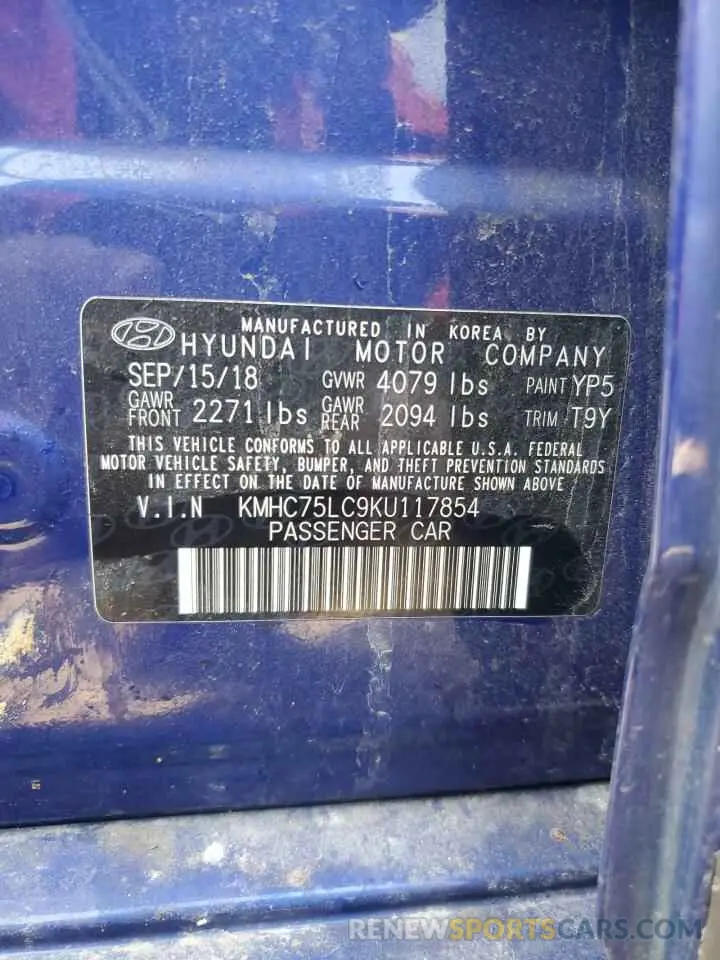 MANUFACTURED IN KOREA BY
HYUNDAI MOTOR COMPANY
SEP/15/18 GVWR 4079 lbs PAINT YP5
GAWR FRONT 2271 lbs GAWR REAR 2094 lbs TRIM T9Y
THIS VEHICLE CONFORMS TO ALL APPLICABLE U.S.A. FEDERAL
MOTOR VEHICLE SAFETY, BUMPER, AND THEFT PREVENTION STANDARDS
IN EFFECT ON THE DATE OF MANUFACTURE SHOWN ABOVE
V.I.N KMHC75LC9KU117854
PASSENGER CAR
RENEWSPORTSCARS.COM